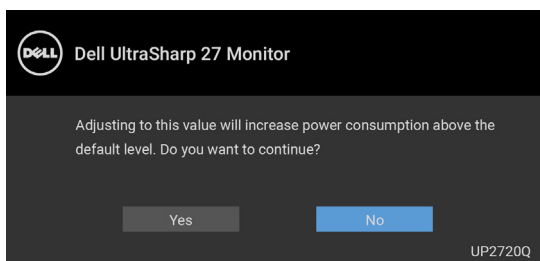 DELL
Dell UltraSharp 27 Monitor
Adjusting to this value will increase power consumption above the
default level. Do you want to continue?
Yes
No
UP2720Q